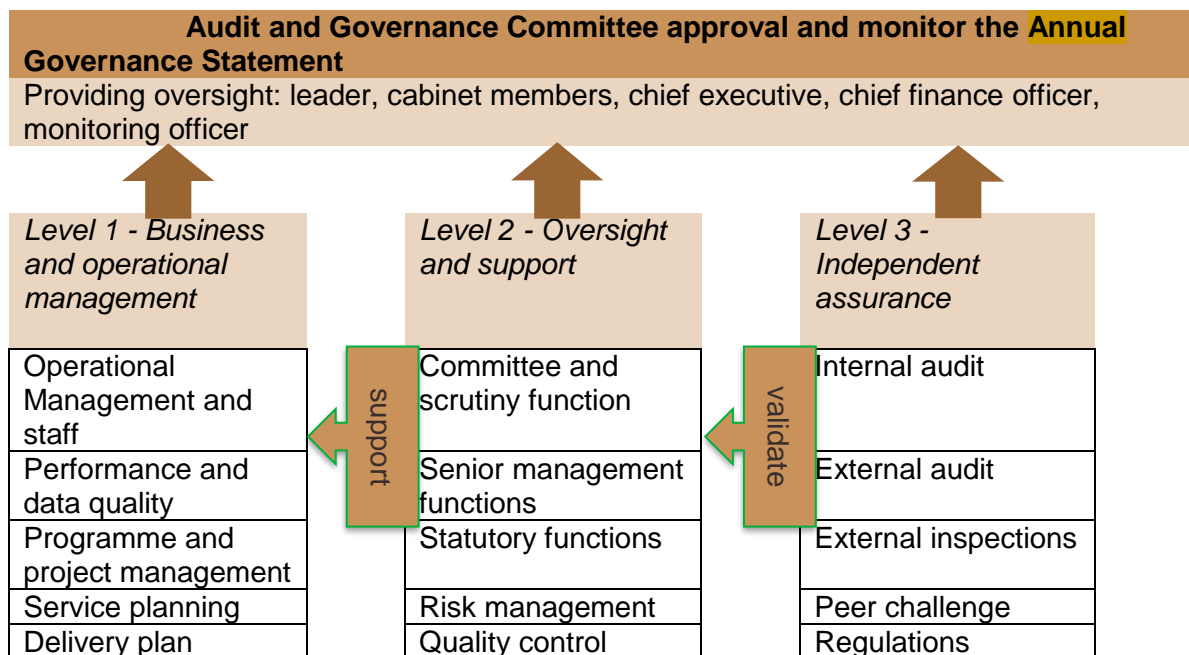 Audit and Governance Committee approval and monitor the Annual
Governance Statement
Providing oversight: leader, cabinet members, chief executive, chief finance officer,
monitoring officer
Level 1 - Business
and operational
management
Level 2 - Oversight
and support
Level 3 -
Independent
assurance
Operational
Management and
staff
support
Committee and
scrutiny function
validate
Internal audit
Performance and
data quality
Senior management
functions
External audit
Programme and
project management
Statutory functions
External inspections
Service planning
Risk management
Peer challenge
Delivery plan
Quality control
Regulations